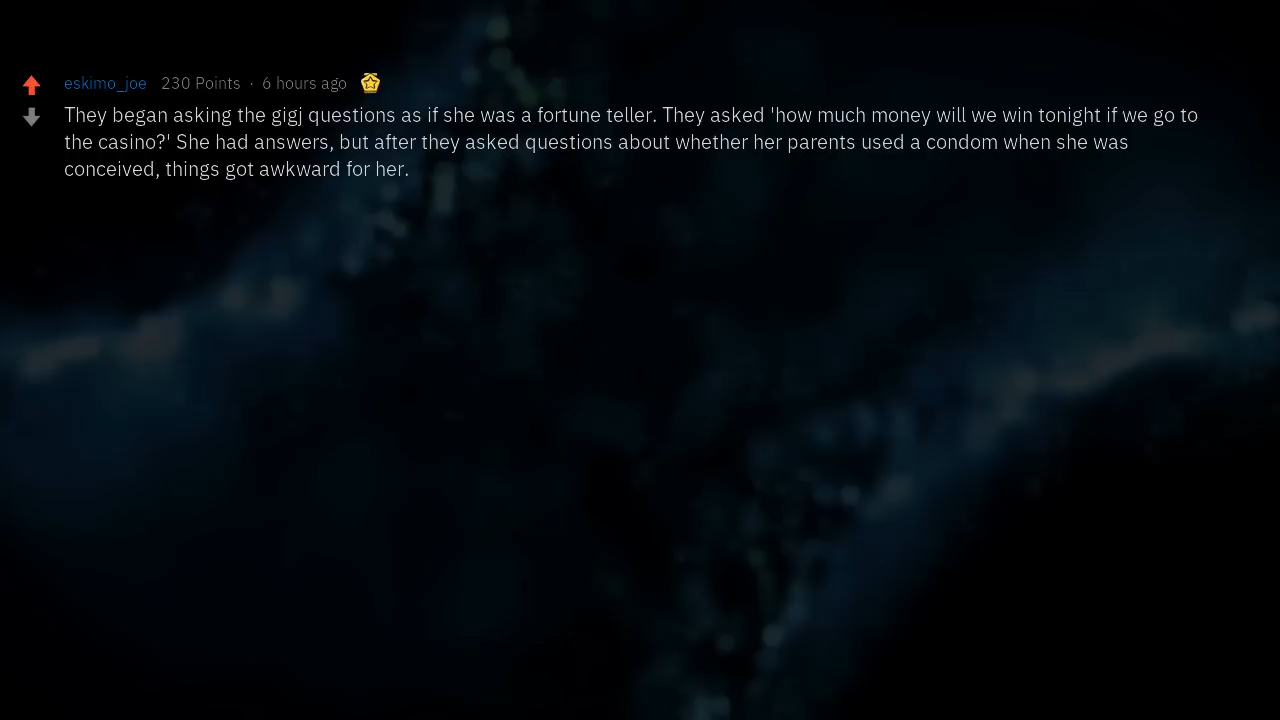 eskimo_joe 230 Points · 6 hours ago
They began asking the gigj questions as if she was a fortune teller. They asked 'how much money will we win tonight if we go to
the casino?' She had answers, but after they asked questions about whether her parents used a condom when she was
conceived, things got awkward for her.